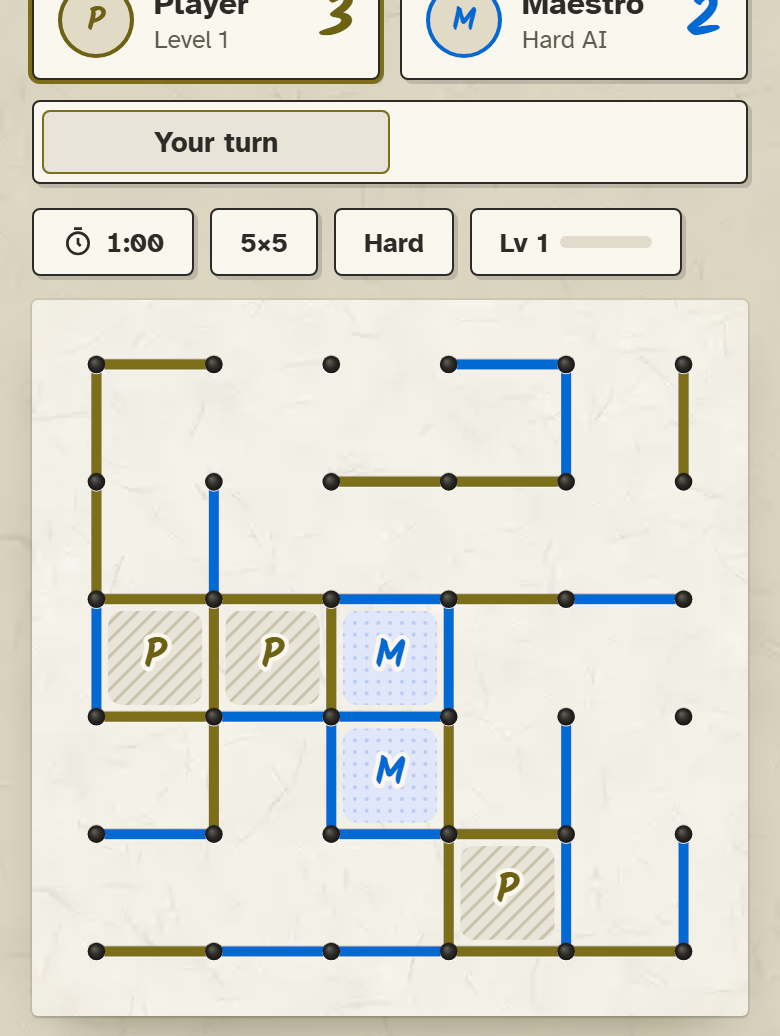 P Player 3
Level 1
M Maestro 2
Hard AI
Your turn
1:00 5×5 Hard Lv 1
P P M
M
P